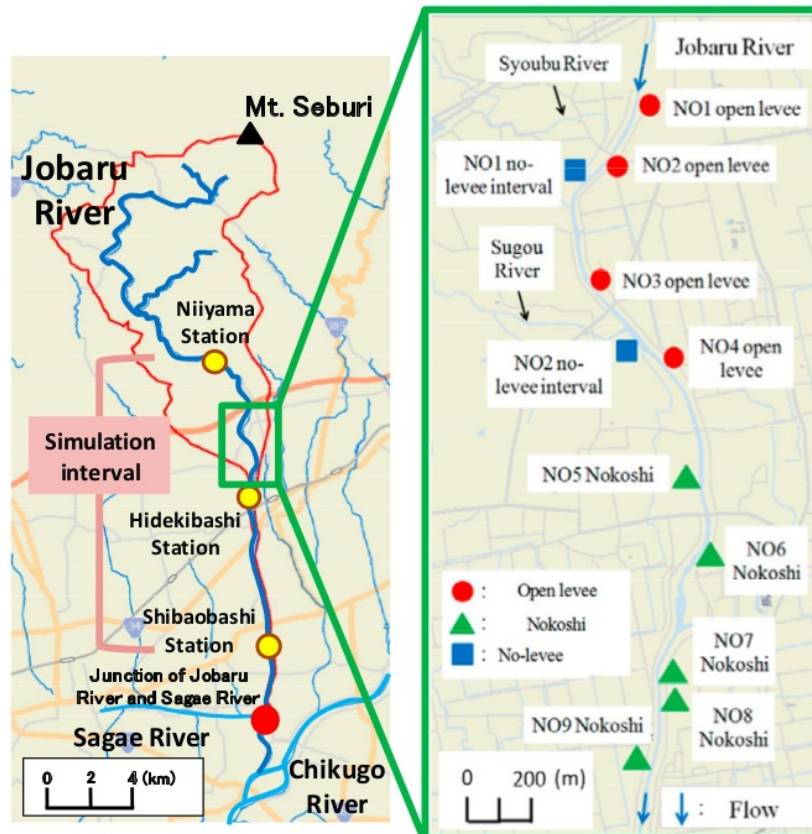 Mt. Seburi
Jobaru
River
Niiyama
Station
Simulation
interval
Hidekibashi
Station
34
Shibaobashi
Station
Junction of Jobaru
River and Sagae River
Sagae River
0 2 4 (km)
Chikugo
River
Jobaru River
Syoubu River
NO1 open levee
NO1 no-
levee interval
NO2 open levee
Sugou
River
NO3 open levee
NO2 no-
levee interval
NO4 open
levee
NO5 Nokoshi
NO6
Nokoshi
: Open levee
: Nokoshi
: No-levee
NO7
Nokoshi
NO8
Nokoshi
NO9 Nokoshi
0 200 (m)
: Flow